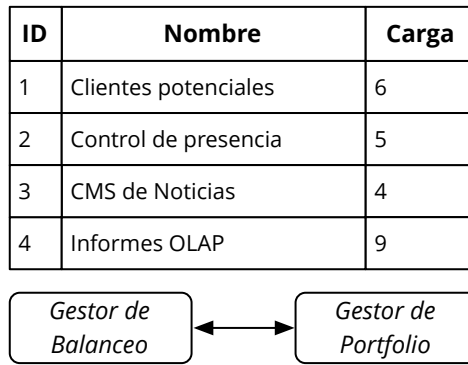 ID Nombre Carga
1 Clientes potenciales 6
2 Control de presencia 5
3 CMS de Noticias 4
4 Informes OLAP 9
Gestor de Gestor de
Balanceo Portfolio